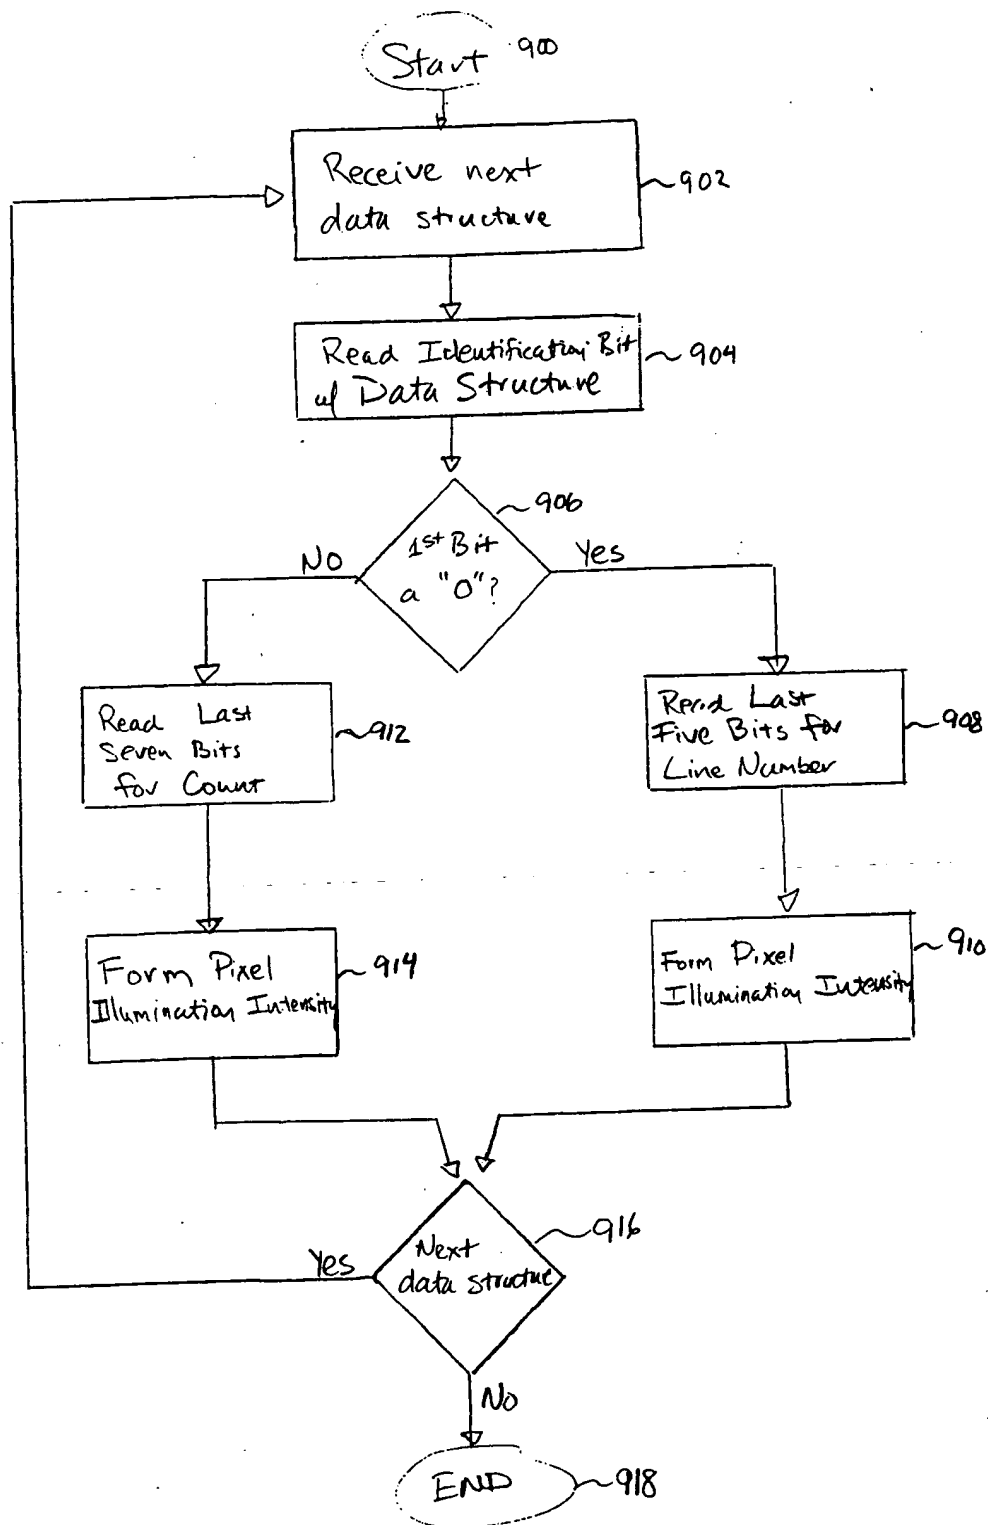 Start 900
Receive next
data structure
902
Read Identification Bit
w/ Data Structure
904
906
1st Bit
a "0"?
No
Yes
Read Last
Seven Bits
for Count
912
Read Last
Five Bits for
Line Number
908
Form Pixel
Illumination Intensity
914
Form Pixel
Illumination Intensity
910
916
Next
data structure
Yes
No
END
918